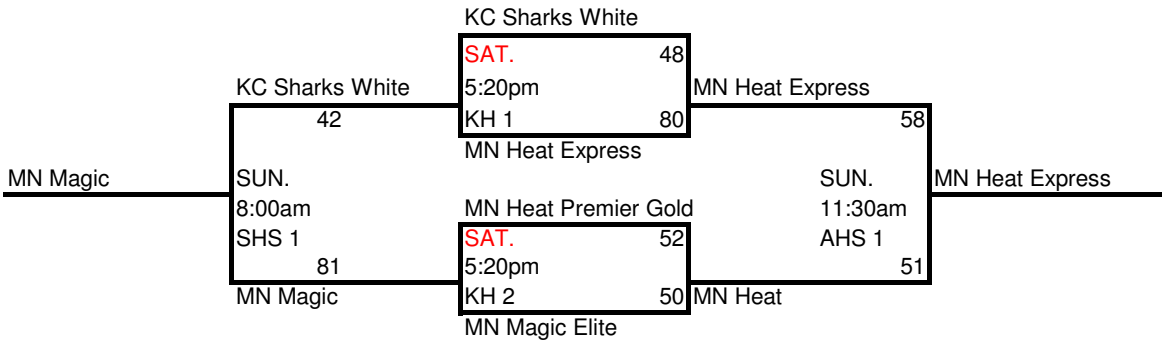 KC Sharks White
SAT. 48
KC Sharks White 5:20pm MN Heat Express
42 KH 1 80 58
MN Heat Express
MN Magic SUN. SUN. MN Heat Express
8:00am MN Heat Premier Gold 11:30am
SHS 1 SAT. 52 AHS 1
81 5:20pm 51
MN Magic KH 2 50 MN Heat
MN Magic Elite